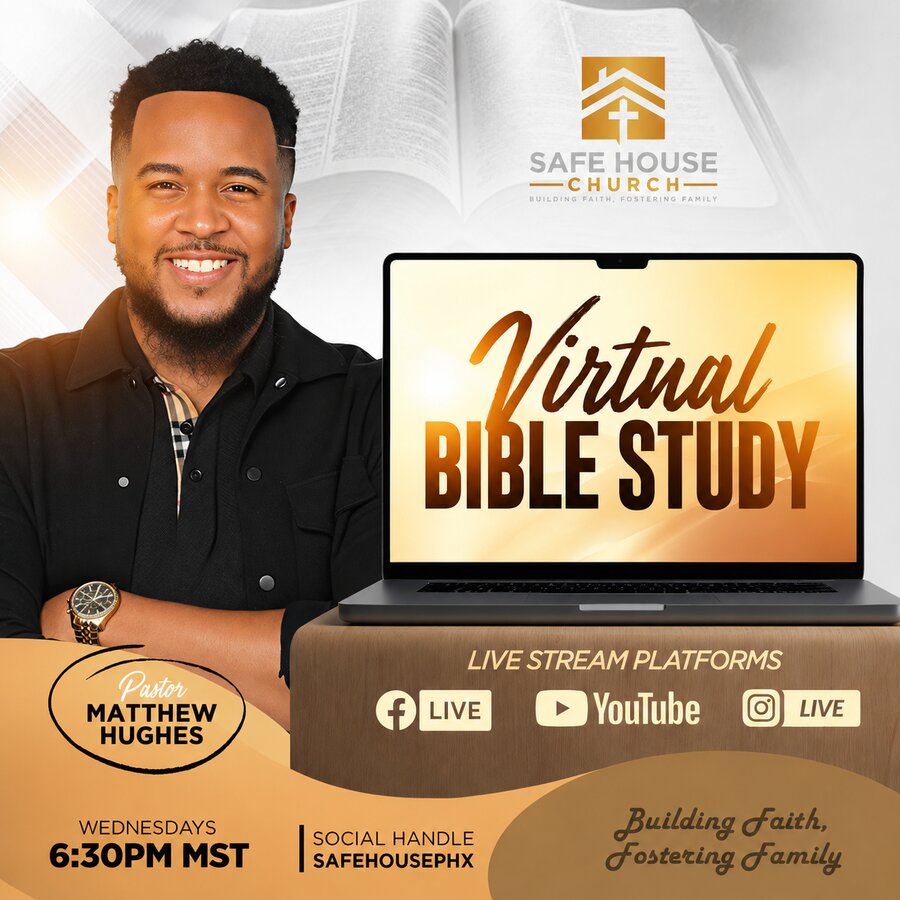 SAFE HOUSE
CHURCH
BUILDING FAITH, FOSTERING FAMILY
Virtual
BIBLE STUDY
LIVE STREAM PLATFORMS
LIVE
YouTube
LIVE
Pastor
MATTHEW
HUGHES
WEDNESDAYS
6:30PM MST
SOCIAL HANDLE
SAFEHOUSEPHX
Building Faith,
Fostering Family